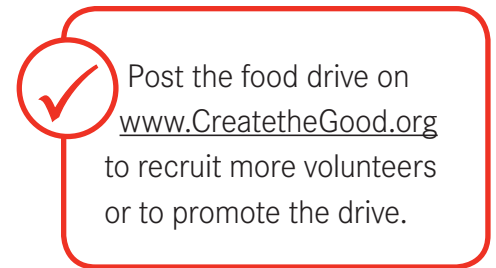 Post the food drive on
www.CreatetheGood.org
to recruit more volunteers
or to promote the drive.